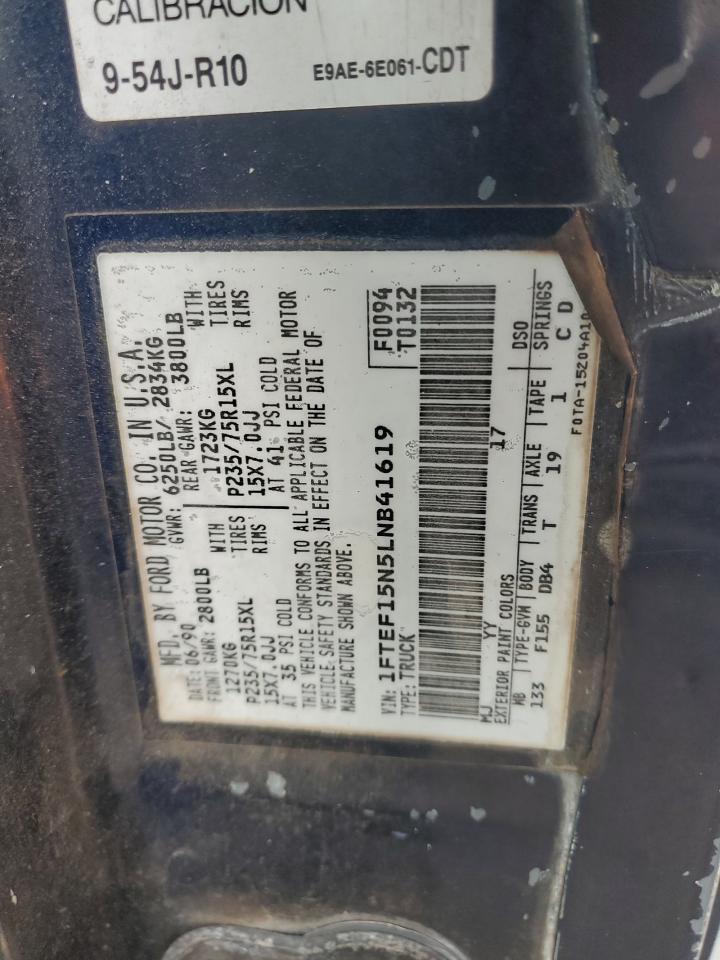 CALIBRACION
9-54J-R10 E9AE-6E061-CDT
MFD. BY FORD MOTOR CO. IN U.S.A.
DATE: 06/90 GVWR: 6250LB/ 2834KG
FRONT GAWR: 2800LB REAR GAWR: 3800LB
1270KG WITH 1723KG WITH
P235/75R15XL TIRES P235/75R15XL TIRES
15X7.0JJ RIMS 15X7.0JJ RIMS
AT 35 PSI COLD AT 41 PSI COLD
THIS VEHICLE CONFORMS TO ALL APPLICABLE FEDERAL MOTOR
VEHICLE SAFETY STANDARDS IN EFFECT ON THE DATE OF
MANUFACTURE SHOWN ABOVE.
VIN: 1FTEF15N5LNB41619 F0094
TYPE: TRUCK T0132
MJ YY 17
EXTERIOR PAINT COLORS DSO
WB TYPE-GVM BODY TRANS AXLE TAPE SPRINGS
133 F155 DB4 T 19 1 C D
F0TA-15204A10